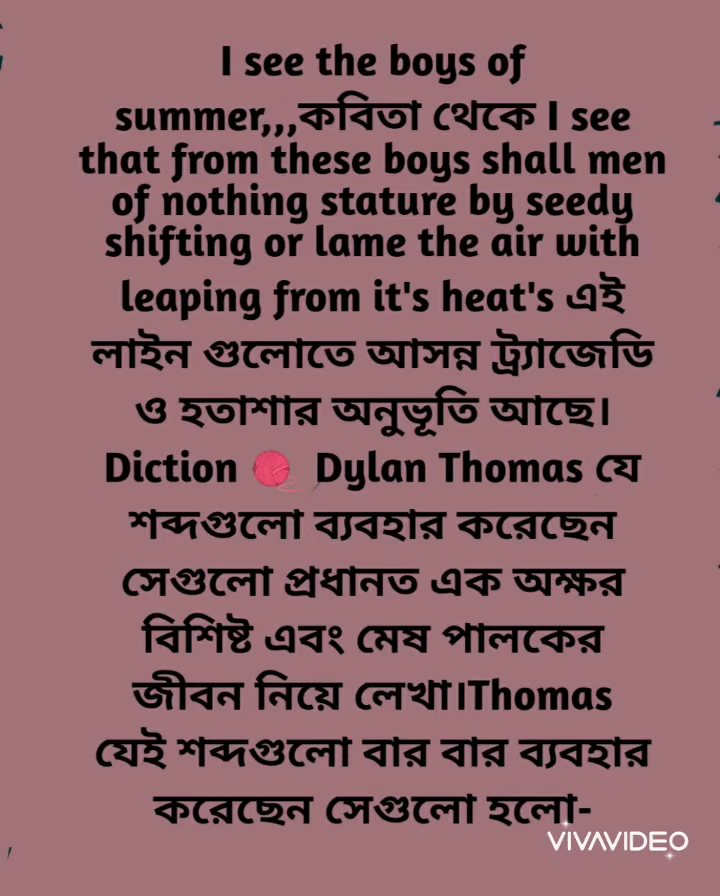 I see the boys of
summer,,,কবিতা থেকে I see
that from these boys shall men
of nothing stature by seedy
shifting or lame the air with
leaping from it's heat's এই
লাইন গুলোতে আসন্ন ট্র্যাজেডি
ও হতাশার অনুভূতি আছে।
Diction 🧶 Dylan Thomas যে
শব্দগুলো ব্যবহার করেছেন
সেগুলো প্রধানত এক অক্ষর
বিশিষ্ট এবং মেষ পালকের
জীবন নিয়ে লেখা।Thomas
যেই শব্দগুলো বার বার ব্যবহার
করেছেন সেগুলো হলো-
VIVAVIDEO